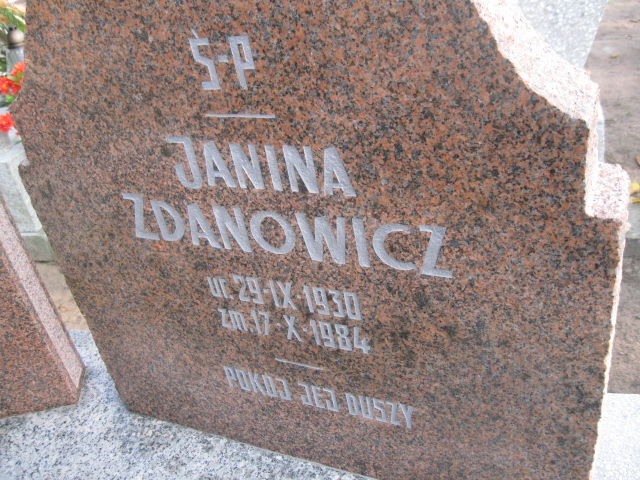 Ś-P
JANINA
ZDANOWICZ
ur. 29-IX-1930
zm. 17-X-1984
POKÓJ JEJ DUSZY